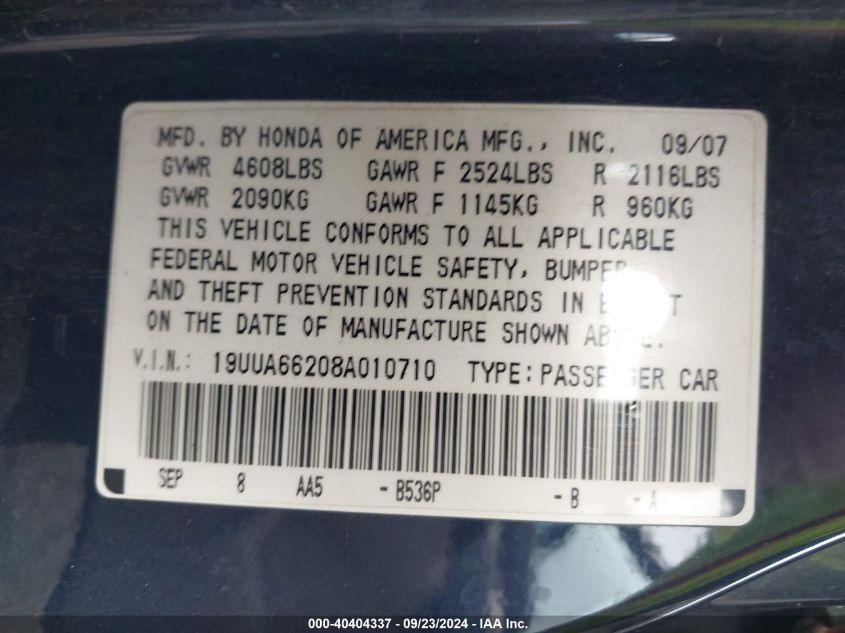 MFD. BY HONDA OF AMERICA MFG., INC. 09/07
GVWR 4608LBS GAWR F 2524LBS R 2116LBS
GVWR 2090KG GAWR F 1145KG R 960KG
THIS VEHICLE CONFORMS TO ALL APPLICABLE
FEDERAL MOTOR VEHICLE SAFETY, BUMPER
AND THEFT PREVENTION STANDARDS IN EFFECT
ON THE DATE OF MANUFACTURE SHOWN ABOVE.
V.I.N.: 19UUA66208A010710 TYPE: PASSENGER CAR
SEP 8 AA5 - B536P - B - A
000-40404337 - 09/23/2024 - IAA Inc.